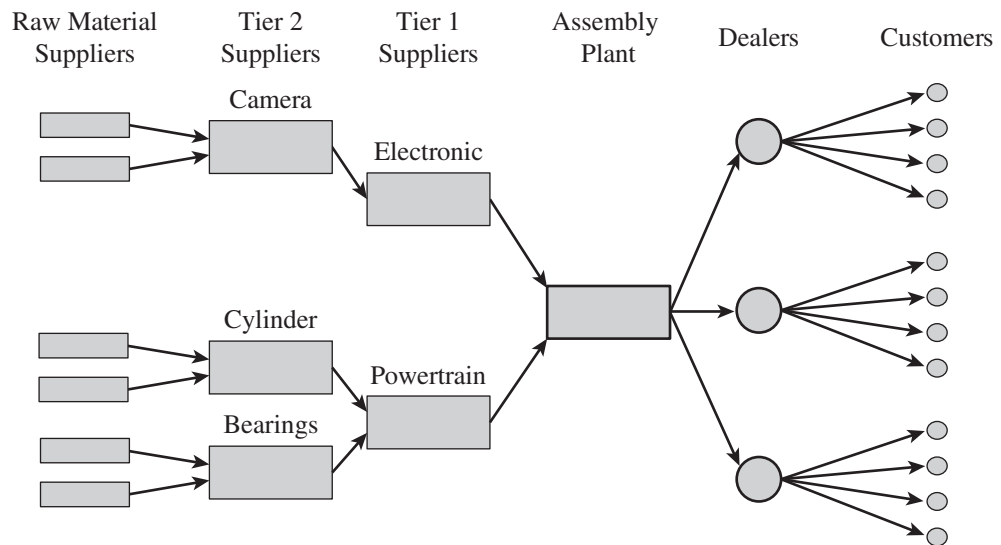 Raw Material
Suppliers
Tier 2
Suppliers
Tier 1
Suppliers
Assembly
Plant
Dealers
Customers
Camera
Electronic
Cylinder
Powertrain
Bearings